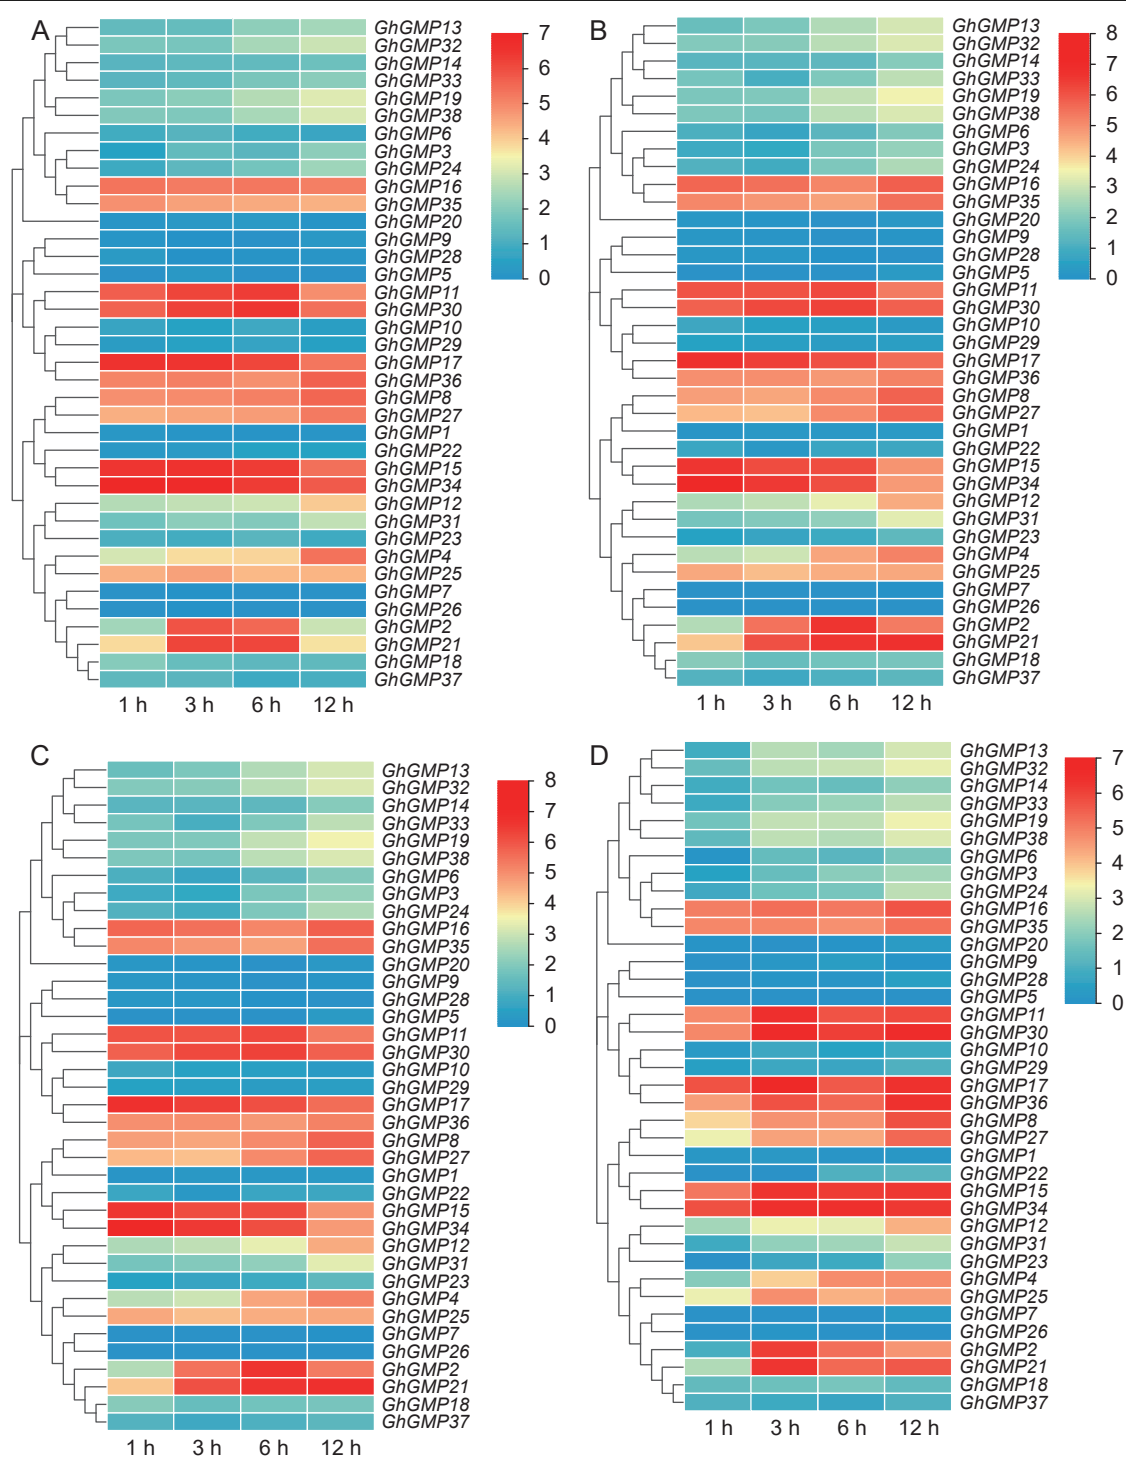 A
GhGMP13
GhGMP32
GhGMP14
GhGMP33
GhGMP19
GhGMP38
GhGMP6
GhGMP3
GhGMP24
GhGMP16
GhGMP35
GhGMP20
GhGMP9
GhGMP28
GhGMP5
GhGMP11
GhGMP30
GhGMP10
GhGMP29
GhGMP17
GhGMP36
GhGMP8
GhGMP27
GhGMP1
GhGMP22
GhGMP15
GhGMP34
GhGMP12
GhGMP31
GhGMP23
GhGMP4
GhGMP25
GhGMP7
GhGMP26
GhGMP2
GhGMP21
GhGMP18
GhGMP37
1 h 3 h 6 h 12 h
7
6
5
4
3
2
1
0
B
GhGMP13
GhGMP32
GhGMP14
GhGMP33
GhGMP19
GhGMP38
GhGMP6
GhGMP3
GhGMP24
GhGMP16
GhGMP35
GhGMP20
GhGMP9
GhGMP28
GhGMP5
GhGMP11
GhGMP30
GhGMP10
GhGMP29
GhGMP17
GhGMP36
GhGMP8
GhGMP27
GhGMP1
GhGMP22
GhGMP15
GhGMP34
GhGMP12
GhGMP31
GhGMP23
GhGMP4
GhGMP25
GhGMP7
GhGMP26
GhGMP2
GhGMP21
GhGMP18
GhGMP37
1 h 3 h 6 h 12 h
8
7
6
5
4
3
2
1
0
C
GhGMP13
GhGMP32
GhGMP14
GhGMP33
GhGMP19
GhGMP38
GhGMP6
GhGMP3
GhGMP24
GhGMP16
GhGMP35
GhGMP20
GhGMP9
GhGMP28
GhGMP5
GhGMP11
GhGMP30
GhGMP10
GhGMP29
GhGMP17
GhGMP36
GhGMP8
GhGMP27
GhGMP1
GhGMP22
GhGMP15
GhGMP34
GhGMP12
GhGMP31
GhGMP23
GhGMP4
GhGMP25
GhGMP7
GhGMP26
GhGMP2
GhGMP21
GhGMP18
GhGMP37
1 h 3 h 6 h 12 h
8
7
6
5
4
3
2
1
0
D
GhGMP13
GhGMP32
GhGMP14
GhGMP33
GhGMP19
GhGMP38
GhGMP6
GhGMP3
GhGMP24
GhGMP16
GhGMP35
GhGMP20
GhGMP9
GhGMP28
GhGMP5
GhGMP11
GhGMP30
GhGMP10
GhGMP29
GhGMP17
GhGMP36
GhGMP8
GhGMP27
GhGMP1
GhGMP22
GhGMP15
GhGMP34
GhGMP12
GhGMP31
GhGMP23
GhGMP4
GhGMP25
GhGMP7
GhGMP26
GhGMP2
GhGMP21
GhGMP18
GhGMP37
1 h 3 h 6 h 12 h
7
6
5
4
3
2
1
0